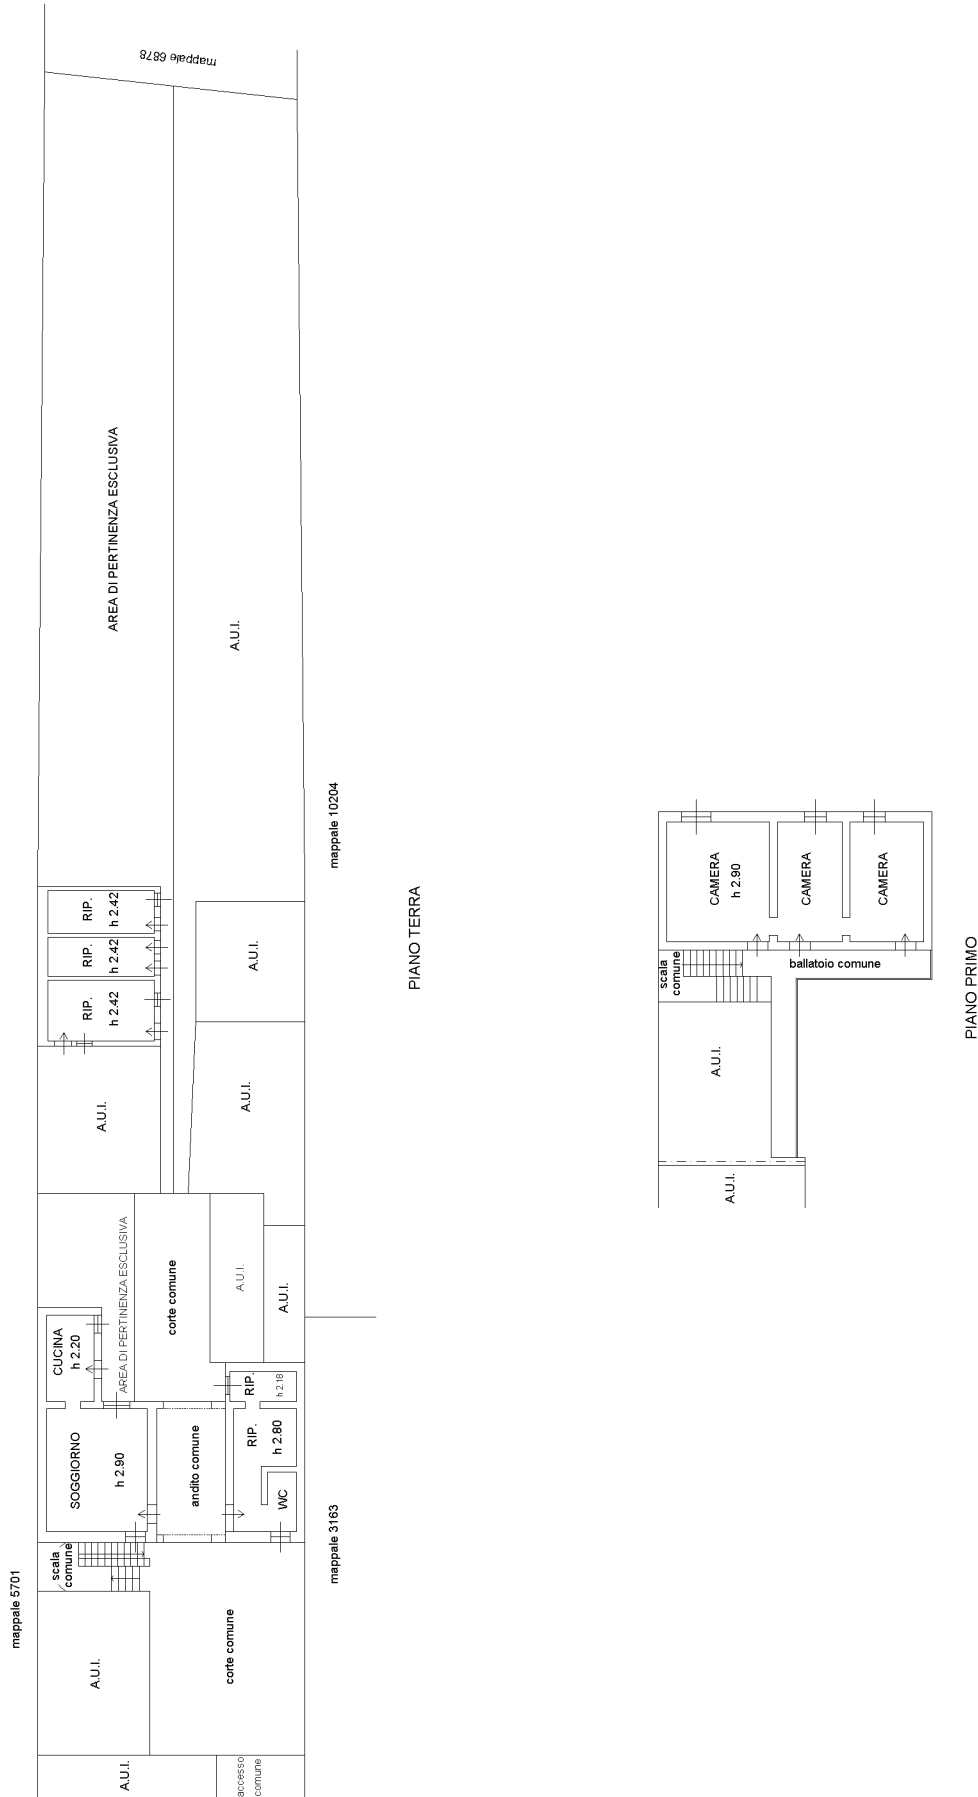 mappale 6878
AREA DI PERTINENZA ESCLUSIVA
A.U.I.
mappale 10204
RIP.
h 2.42
RIP.
h 2.42
RIP.
h 2.42
A.U.I.
A.U.I.
A.U.I.
PIANO TERRA
AREA DI PERTINENZA ESCLUSIVA
corte comune
A.U.I.
A.U.I.
CUCINA
h 2.20
RIP.
h 2.18
SOGGIORNO
h 2.90
andito comune
RIP.
h 2.80
WC
scala
comune
mappale 3163
mappale 5701
A.U.I.
corte comune
A.U.I.
accesso
comune
CAMERA
h 2.90
CAMERA
CAMERA
scala
comune
ballatoio comune
A.U.I.
A.U.I.
PIANO PRIMO